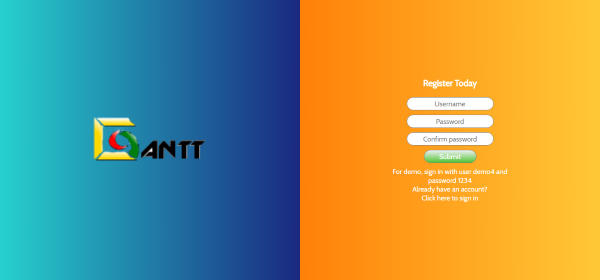 GANTT
Register Today
Username
Password
Confirm password
Submit
For demo, sign in with user demo4 and
password 1234
Already have an account?
Click here to sign in